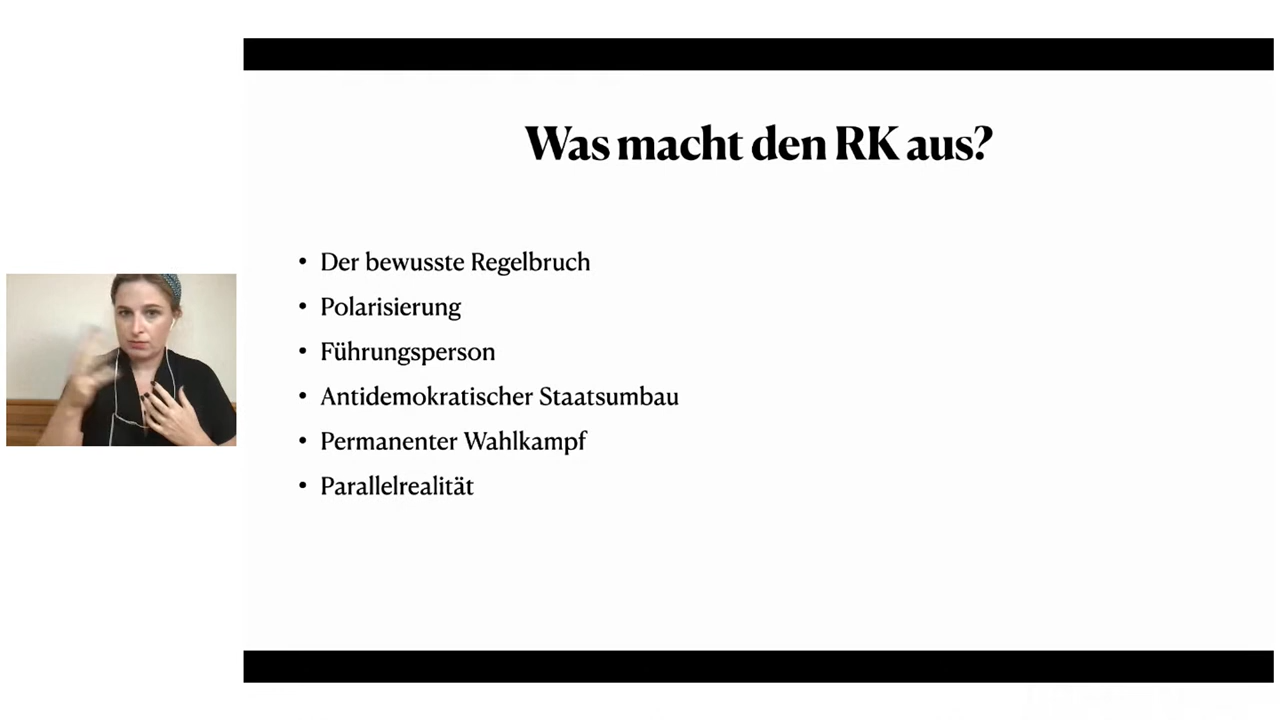 Was macht den RK aus?
• Der bewusste Regelbruch
• Polarisierung
• Führungsperson
• Antidemokratischer Staatsumbau
• Permanenter Wahlkampf
• Parallelrealität